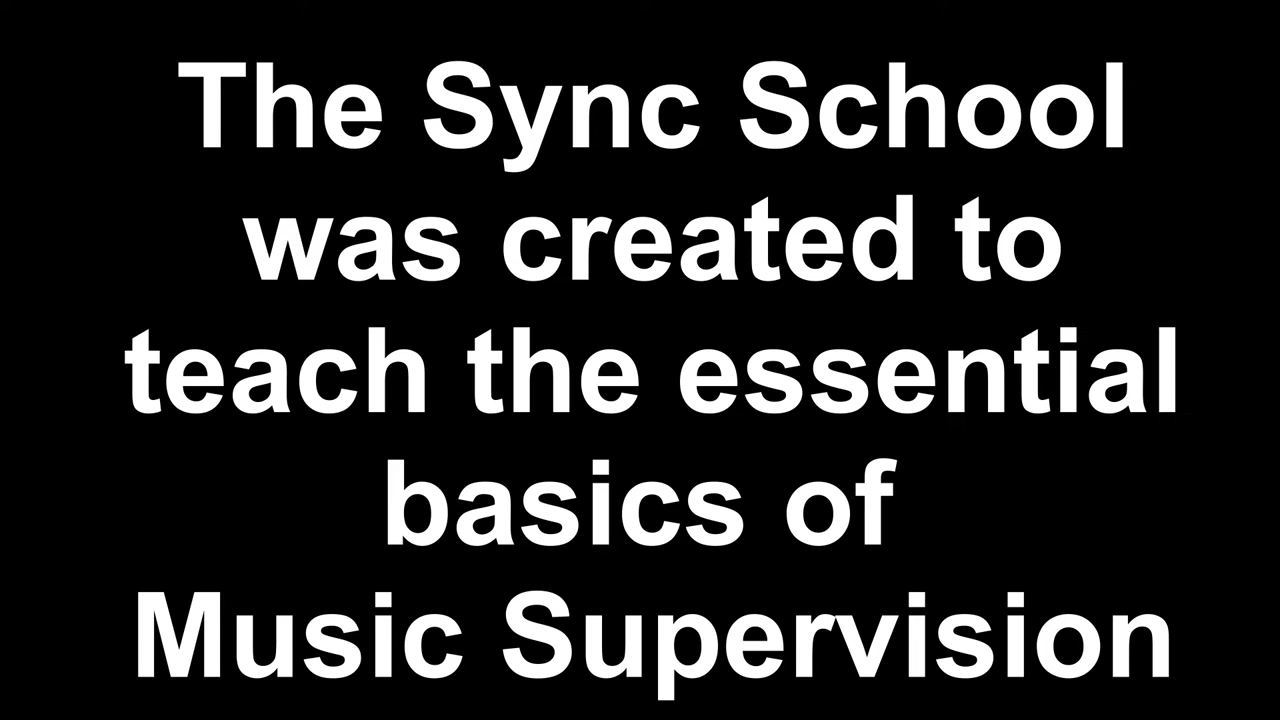 The Sync School
was created to
teach the essential
basics of
Music Supervision